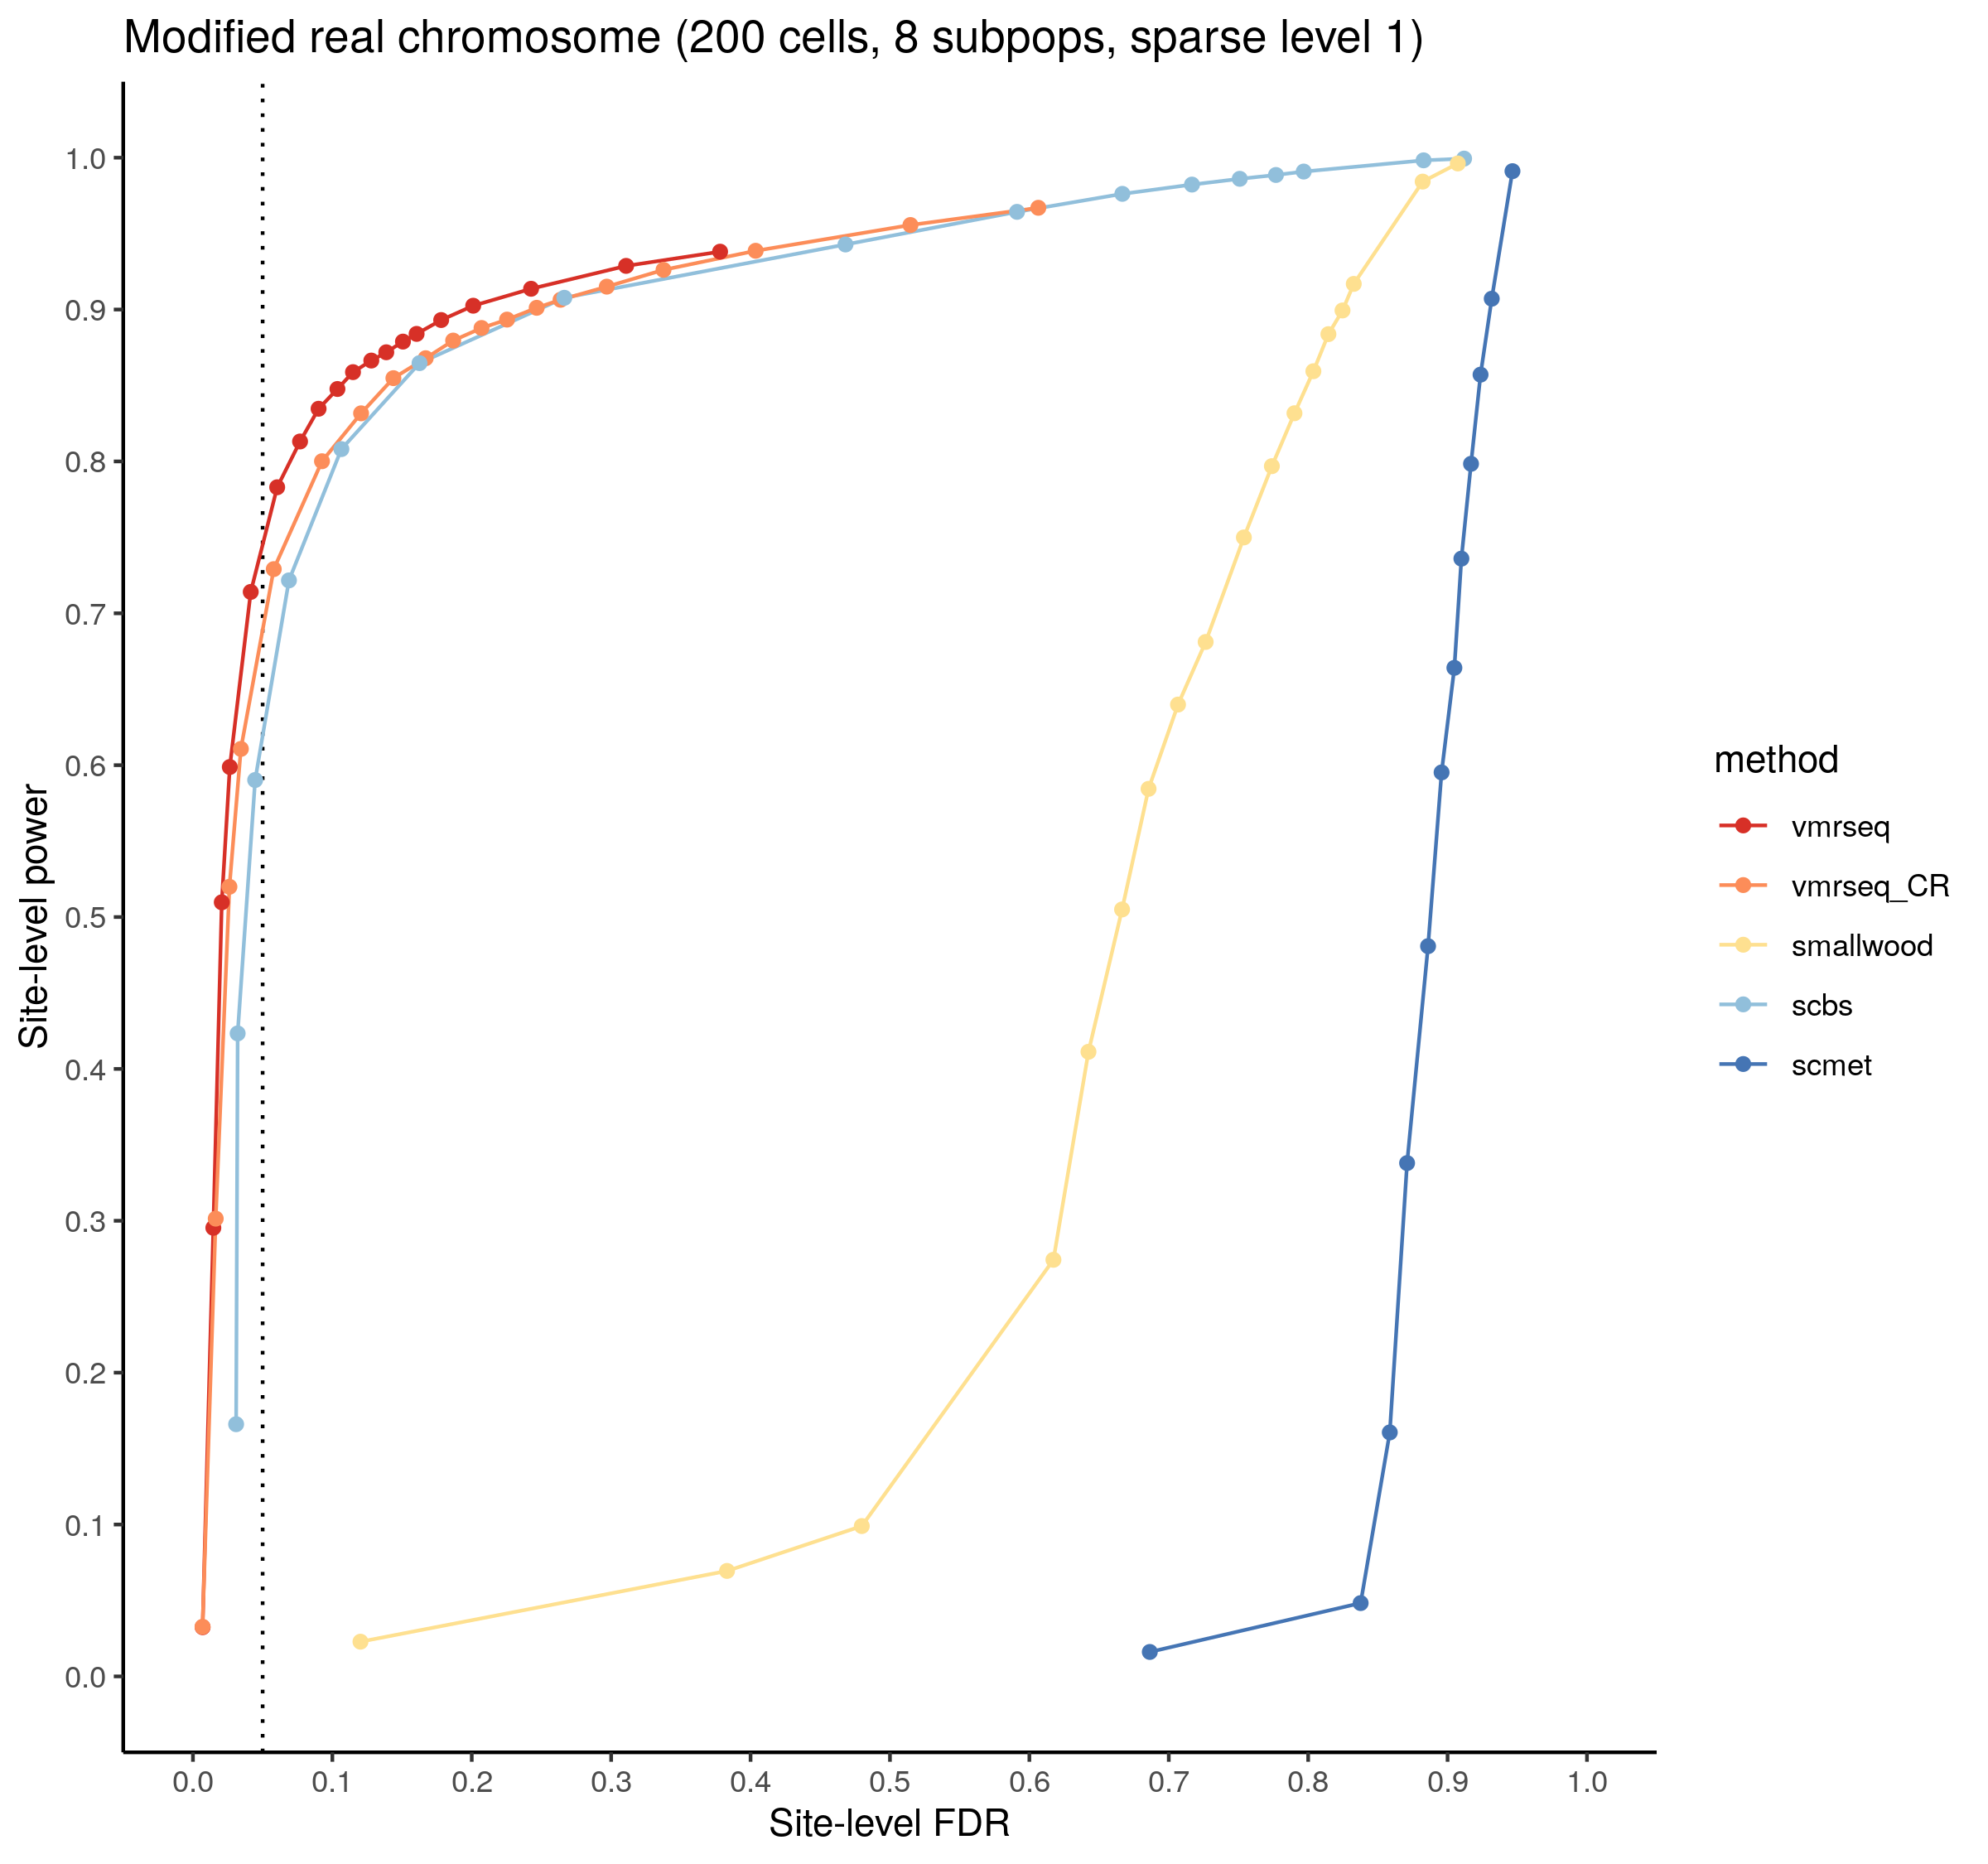 Modified real chromosome (200 cells, 8 subpops, sparse level 1)
Site-level power
1.0
0.9
0.8
0.7
0.6
0.5
0.4
0.3
0.2
0.1
0.0
0.0 0.1 0.2 0.3 0.4 0.5 0.6 0.7 0.8 0.9 1.0
Site-level FDR
method
vmrseq
vmrseq_CR
smallwood
scbs
scmet